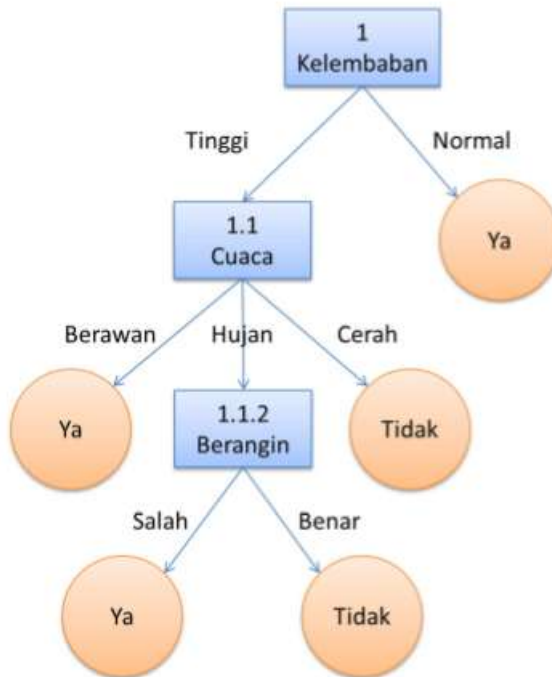 1
Kelembaban
Tinggi
Normal
1.1
Cuaca
Ya
Berawan
Hujan
Cerah
Ya
1.1.2
Berangin
Tidak
Salah
Benar
Ya
Tidak